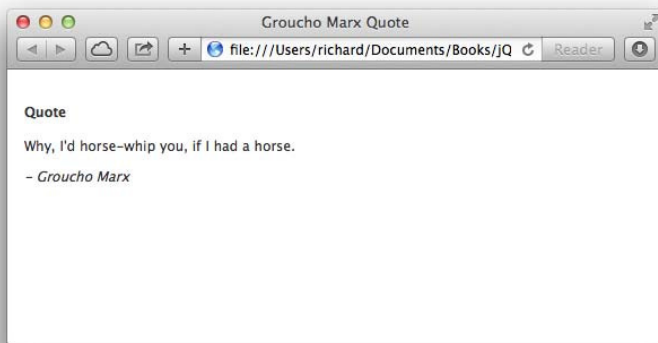 Groucho Marx Quote
+ file:///Users/richard/Documents/Books/jQ Reader
Quote
Why, I'd horse-whip you, if I had a horse.
– Groucho Marx